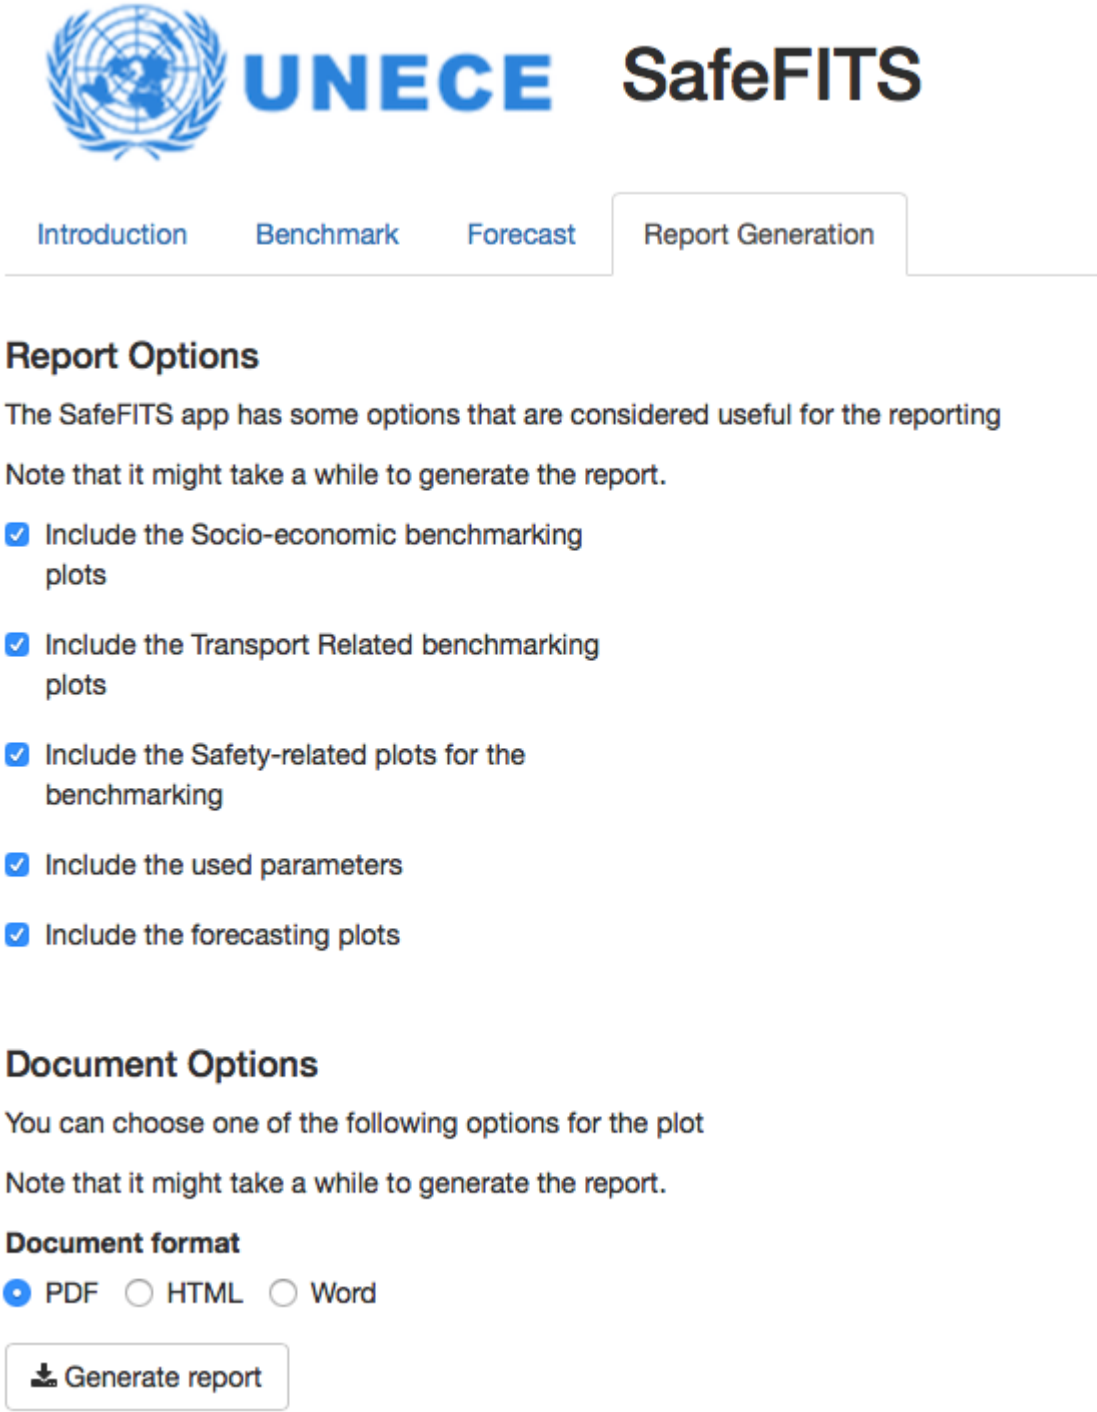 UNECE SafeFITS
Introduction Benchmark Forecast Report Generation
Report Options
The SafeFITS app has some options that are considered useful for the reporting
Note that it might take a while to generate the report.
Include the Socio-economic benchmarking
plots
Include the Transport Related benchmarking
plots
Include the Safety-related plots for the
benchmarking
Include the used parameters
Include the forecasting plots
Document Options
You can choose one of the following options for the plot
Note that it might take a while to generate the report.
Document format
PDF HTML Word
Generate report